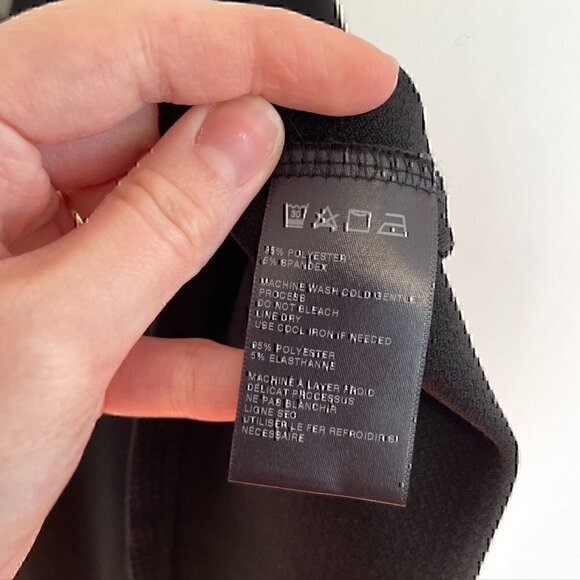 95% POLYESTER
5% SPANDEX
MACHINE WASH COLD GENTLE
PROCESS
DO NOT BLEACH
LINE DRY
USE COOL IRON IF NEEDED
95% POLYESTER
5% ELASTHANNE
MACHINE À LAYER FROID
DÉLICAT PROCESSUS
NE PAS BLANCHIR
LIGNE SEC
UTILISER LE FER REFROIDIR SI
NÉCESSAIRE